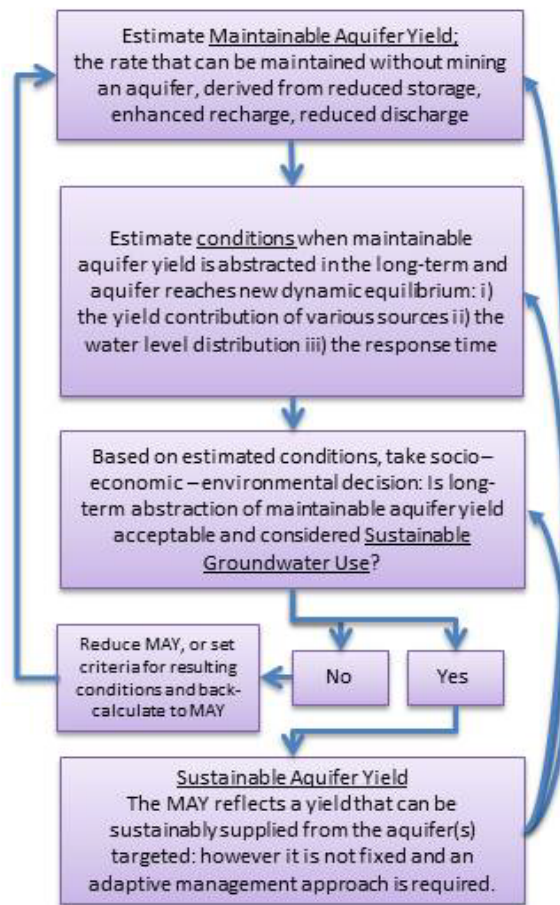 Estimate Maintainable Aquifer Yield;
the rate that can be maintained without mining
an aquifer, derived from reduced storage,
enhanced recharge, reduced discharge
Estimate conditions when maintainable
aquifer yield is abstracted in the long-term and
aquifer reaches new dynamic equilibrium: i)
the yield contribution of various sources ii) the
water level distribution iii) the response time
Based on estimated conditions, take socio–
economic – environmental decision: Is long-
term abstraction of maintainable aquifer yield
acceptable and considered Sustainable
Groundwater Use?
Reduce MAY, or set
criteria for resulting
conditions and back-
calculate to MAY
No
Yes
Sustainable Aquifer Yield
The MAY reflects a yield that can be
sustainably supplied from the aquifer(s)
targeted: however it is not fixed and an
adaptive management approach is required.